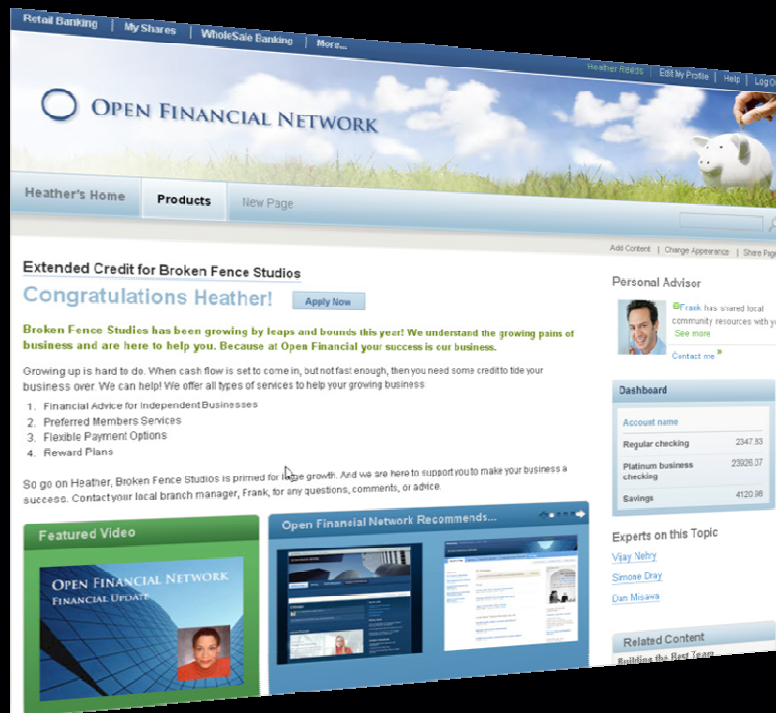 Retail Banking | My Shares | WholeSale Banking | More...
Heather Reeds | Edit My Profile | Help | Log O
OPEN FINANCIAL NETWORK
Heather's Home Products New Page
Add Content | Change Appearance | Share Page
Extended Credit for Broken Fence Studios
Congratulations Heather! Apply Now
Broken Fence Studios has been growing by leaps and bounds this year! We understand the growing pains of
business and are here to help you. Because at Open Financial your success is our business.
Growing up is hard to do. When cash flow is set to come in, but not fast enough, then you need some credit to tide your
business over. We can help! We offer all types of services to help your growing business
1. Financial Advice for Independent Businesses
2. Preferred Members Services
3. Flexible Payment Options
4. Reward Plans
So go on Heather, Broken Fence Studios is primed for large growth. And we are here to support you to make your business a
success. Contact your local branch manager, Frank, for any questions, comments, or advice.
Featured Video
OPEN FINANCIAL NETWORK
FINANCIAL UPDATE
Open Financial Network Recommends...
Personal Advisor
Frank has shared local
community resources with yo
See more
Contact me
Dashboard
Account name
Regular checking 2347.83
Platinum business
checking 23926.07
Savings 4120.98
Experts on this Topic
Vijay Nehry
Simone Dray
Dan Misawa
Related Content
Building the Best Team